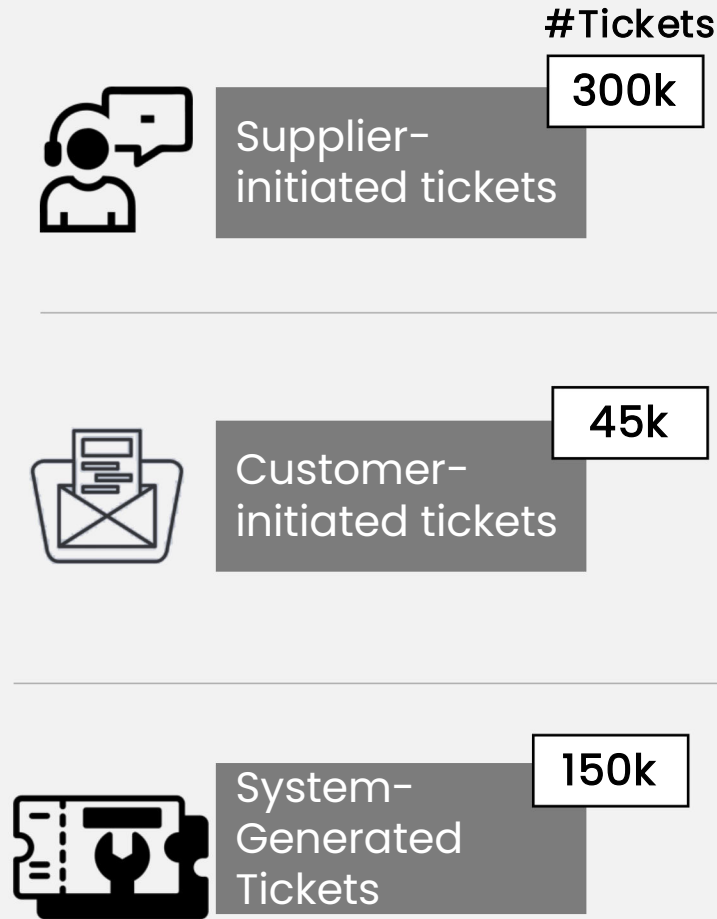 #Tickets
300k
Supplier-
initiated tickets
45k
Customer-
initiated tickets
150k
System-
Generated
Tickets